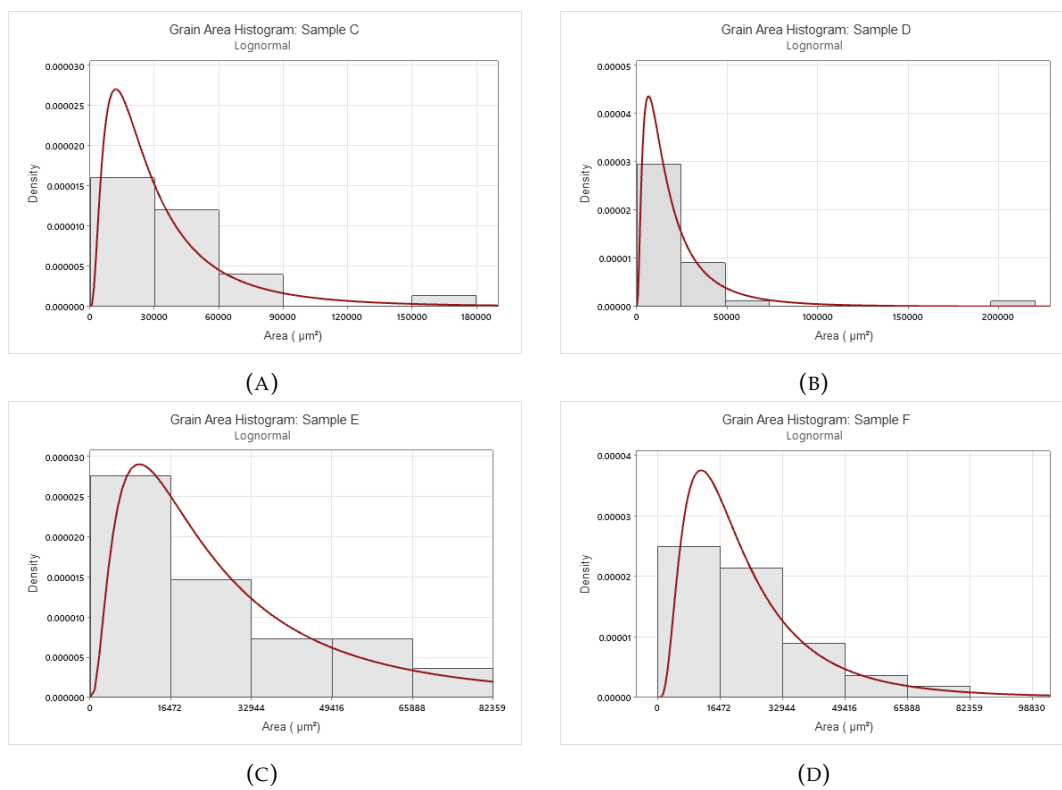 Grain Area Histogram: Sample C
Lognormal
Density
0.000030
0.000025
0.000020
0.000015
0.000010
0.000005
0.000000
0 30000 60000 90000 120000 150000 180000
Area ( µm²)
(A)
Grain Area Histogram: Sample D
Lognormal
Density
0.00005
0.00004
0.00003
0.00002
0.00001
0.00000
0 50000 100000 150000 200000
Area ( µm²)
(B)
Grain Area Histogram: Sample E
Lognormal
Density
0.000030
0.000025
0.000020
0.000015
0.000010
0.000005
0.000000
0 16472 32944 49416 65888 82359
Area ( µm²)
(C)
Grain Area Histogram: Sample F
Lognormal
Density
0.00004
0.00003
0.00002
0.00001
0.00000
0 16472 32944 49416 65888 82359 98830
Area ( µm²)
(D)